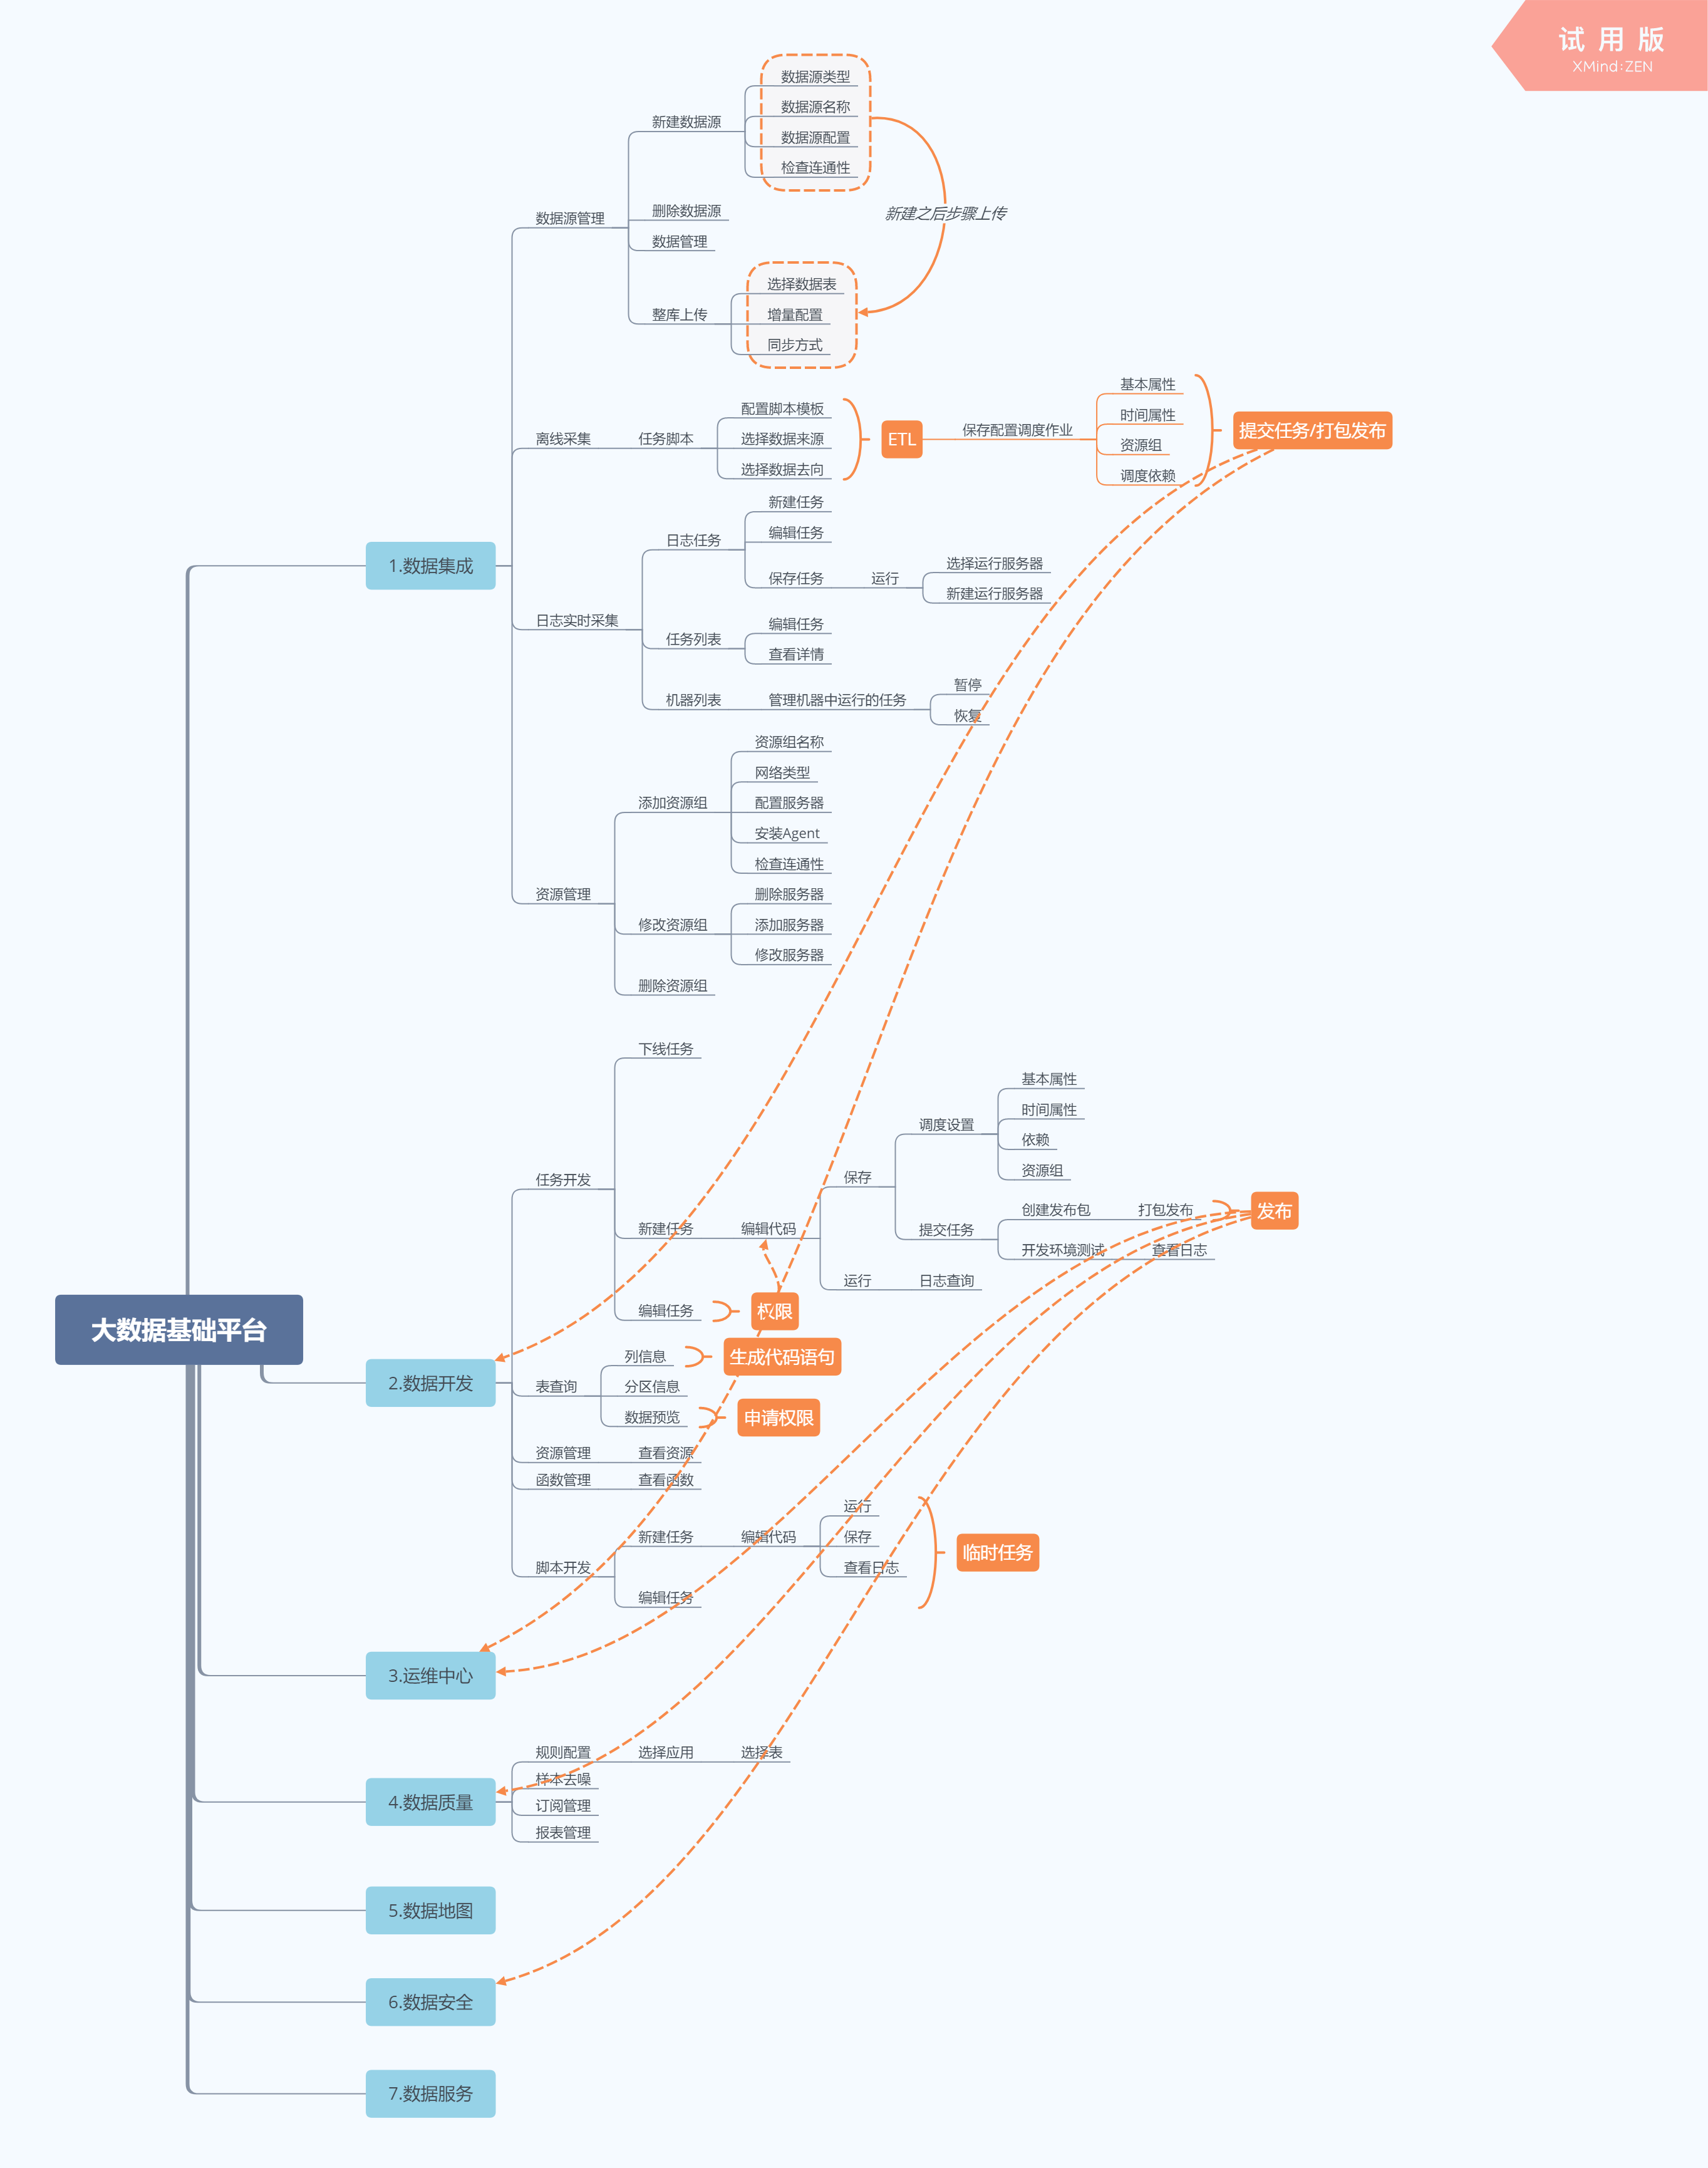 试 用 版
XMind:ZEN
大数据基础平台
1.数据集成
数据源管理
新建数据源
数据源类型
数据源名称
数据源配置
检查连通性
新建之后步骤上传
删除数据源
数据管理
整库上传
选择数据表
增量配置
同步方式
离线采集
任务脚本
配置脚本模板
选择数据来源
选择数据去向
ETL
保存配置调度作业
基本属性
时间属性
资源组
调度依赖
提交任务/打包发布
日志实时采集
日志任务
新建任务
编辑任务
保存任务
运行
选择运行服务器
新建运行服务器
任务列表
编辑任务
查看详情
机器列表
管理机器中运行的任务
暂停
恢复
资源管理
添加资源组
资源组名称
网络类型
配置服务器
安装Agent
检查连通性
修改资源组
删除服务器
添加服务器
修改服务器
删除资源组
2.数据开发
任务开发
下线任务
新建任务
编辑代码
保存
调度设置
基本属性
时间属性
依赖
资源组
提交任务
创建发布包
打包发布
发布
开发环境测试
查看日志
运行
日志查询
编辑任务
权限
表查询
列信息
生成代码语句
分区信息
数据预览
申请权限
资源管理
查看资源
函数管理
查看函数
脚本开发
新建任务
编辑代码
运行
保存
查看日志
临时任务
编辑任务
3.运维中心
4.数据质量
规则配置
选择应用
选择表
样本去噪
订阅管理
报表管理
5.数据地图
6.数据安全
7.数据服务